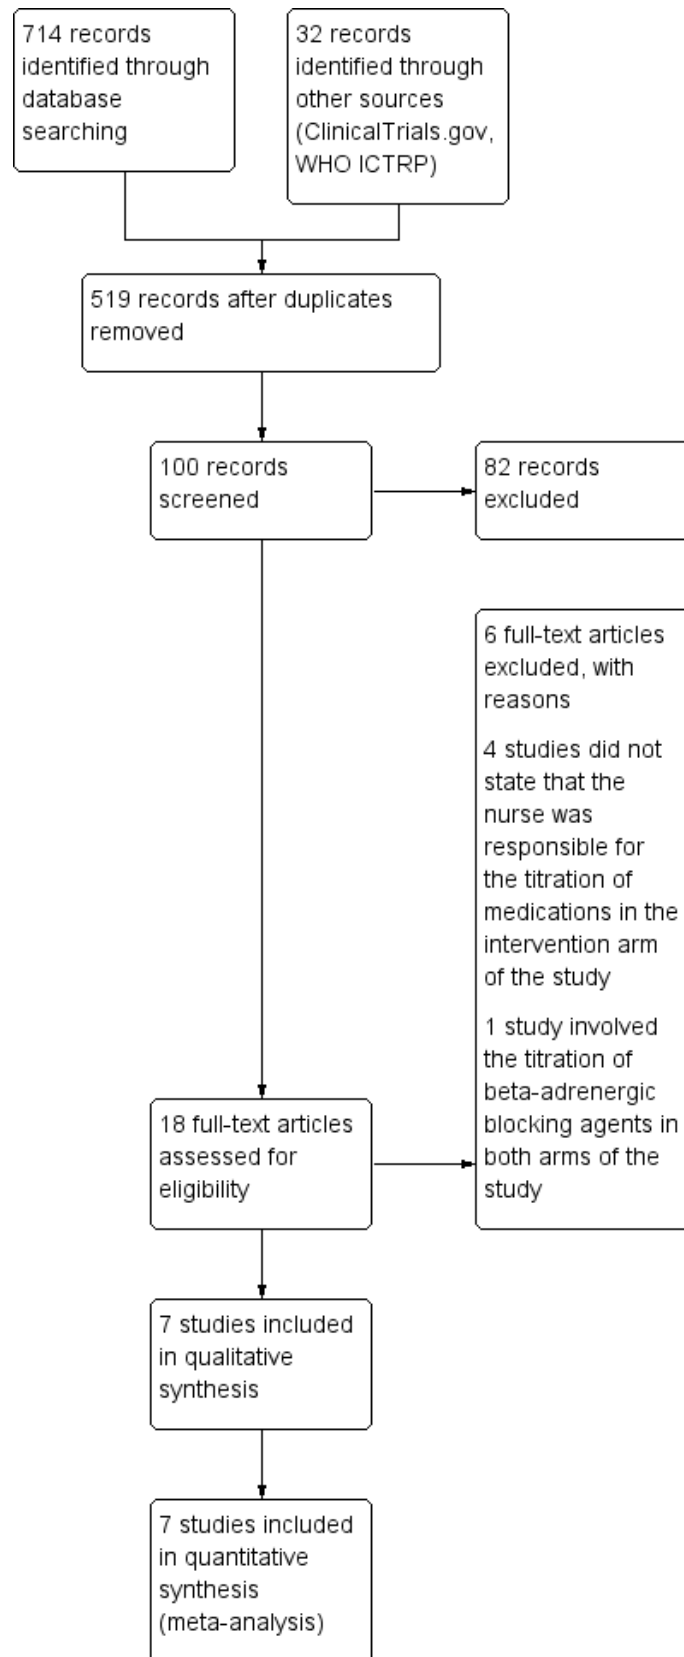 714 records
identified through
database
searching
32 records
identified through
other sources
(ClinicalTrials.gov,
WHO ICTRP)
519 records after duplicates
removed
100 records
screened
82 records
excluded
6 full-text articles
excluded, with
reasons
4 studies did not
state that the
nurse was
responsible for
the titration of
medications in the
intervention arm
of the study
1 study involved
the titration of
beta-adrenergic
blocking agents in
both arms of the
study
18 full-text articles
assessed for
eligibility
7 studies included
in qualitative
synthesis
7 studies included
in quantitative
synthesis
(meta-analysis)